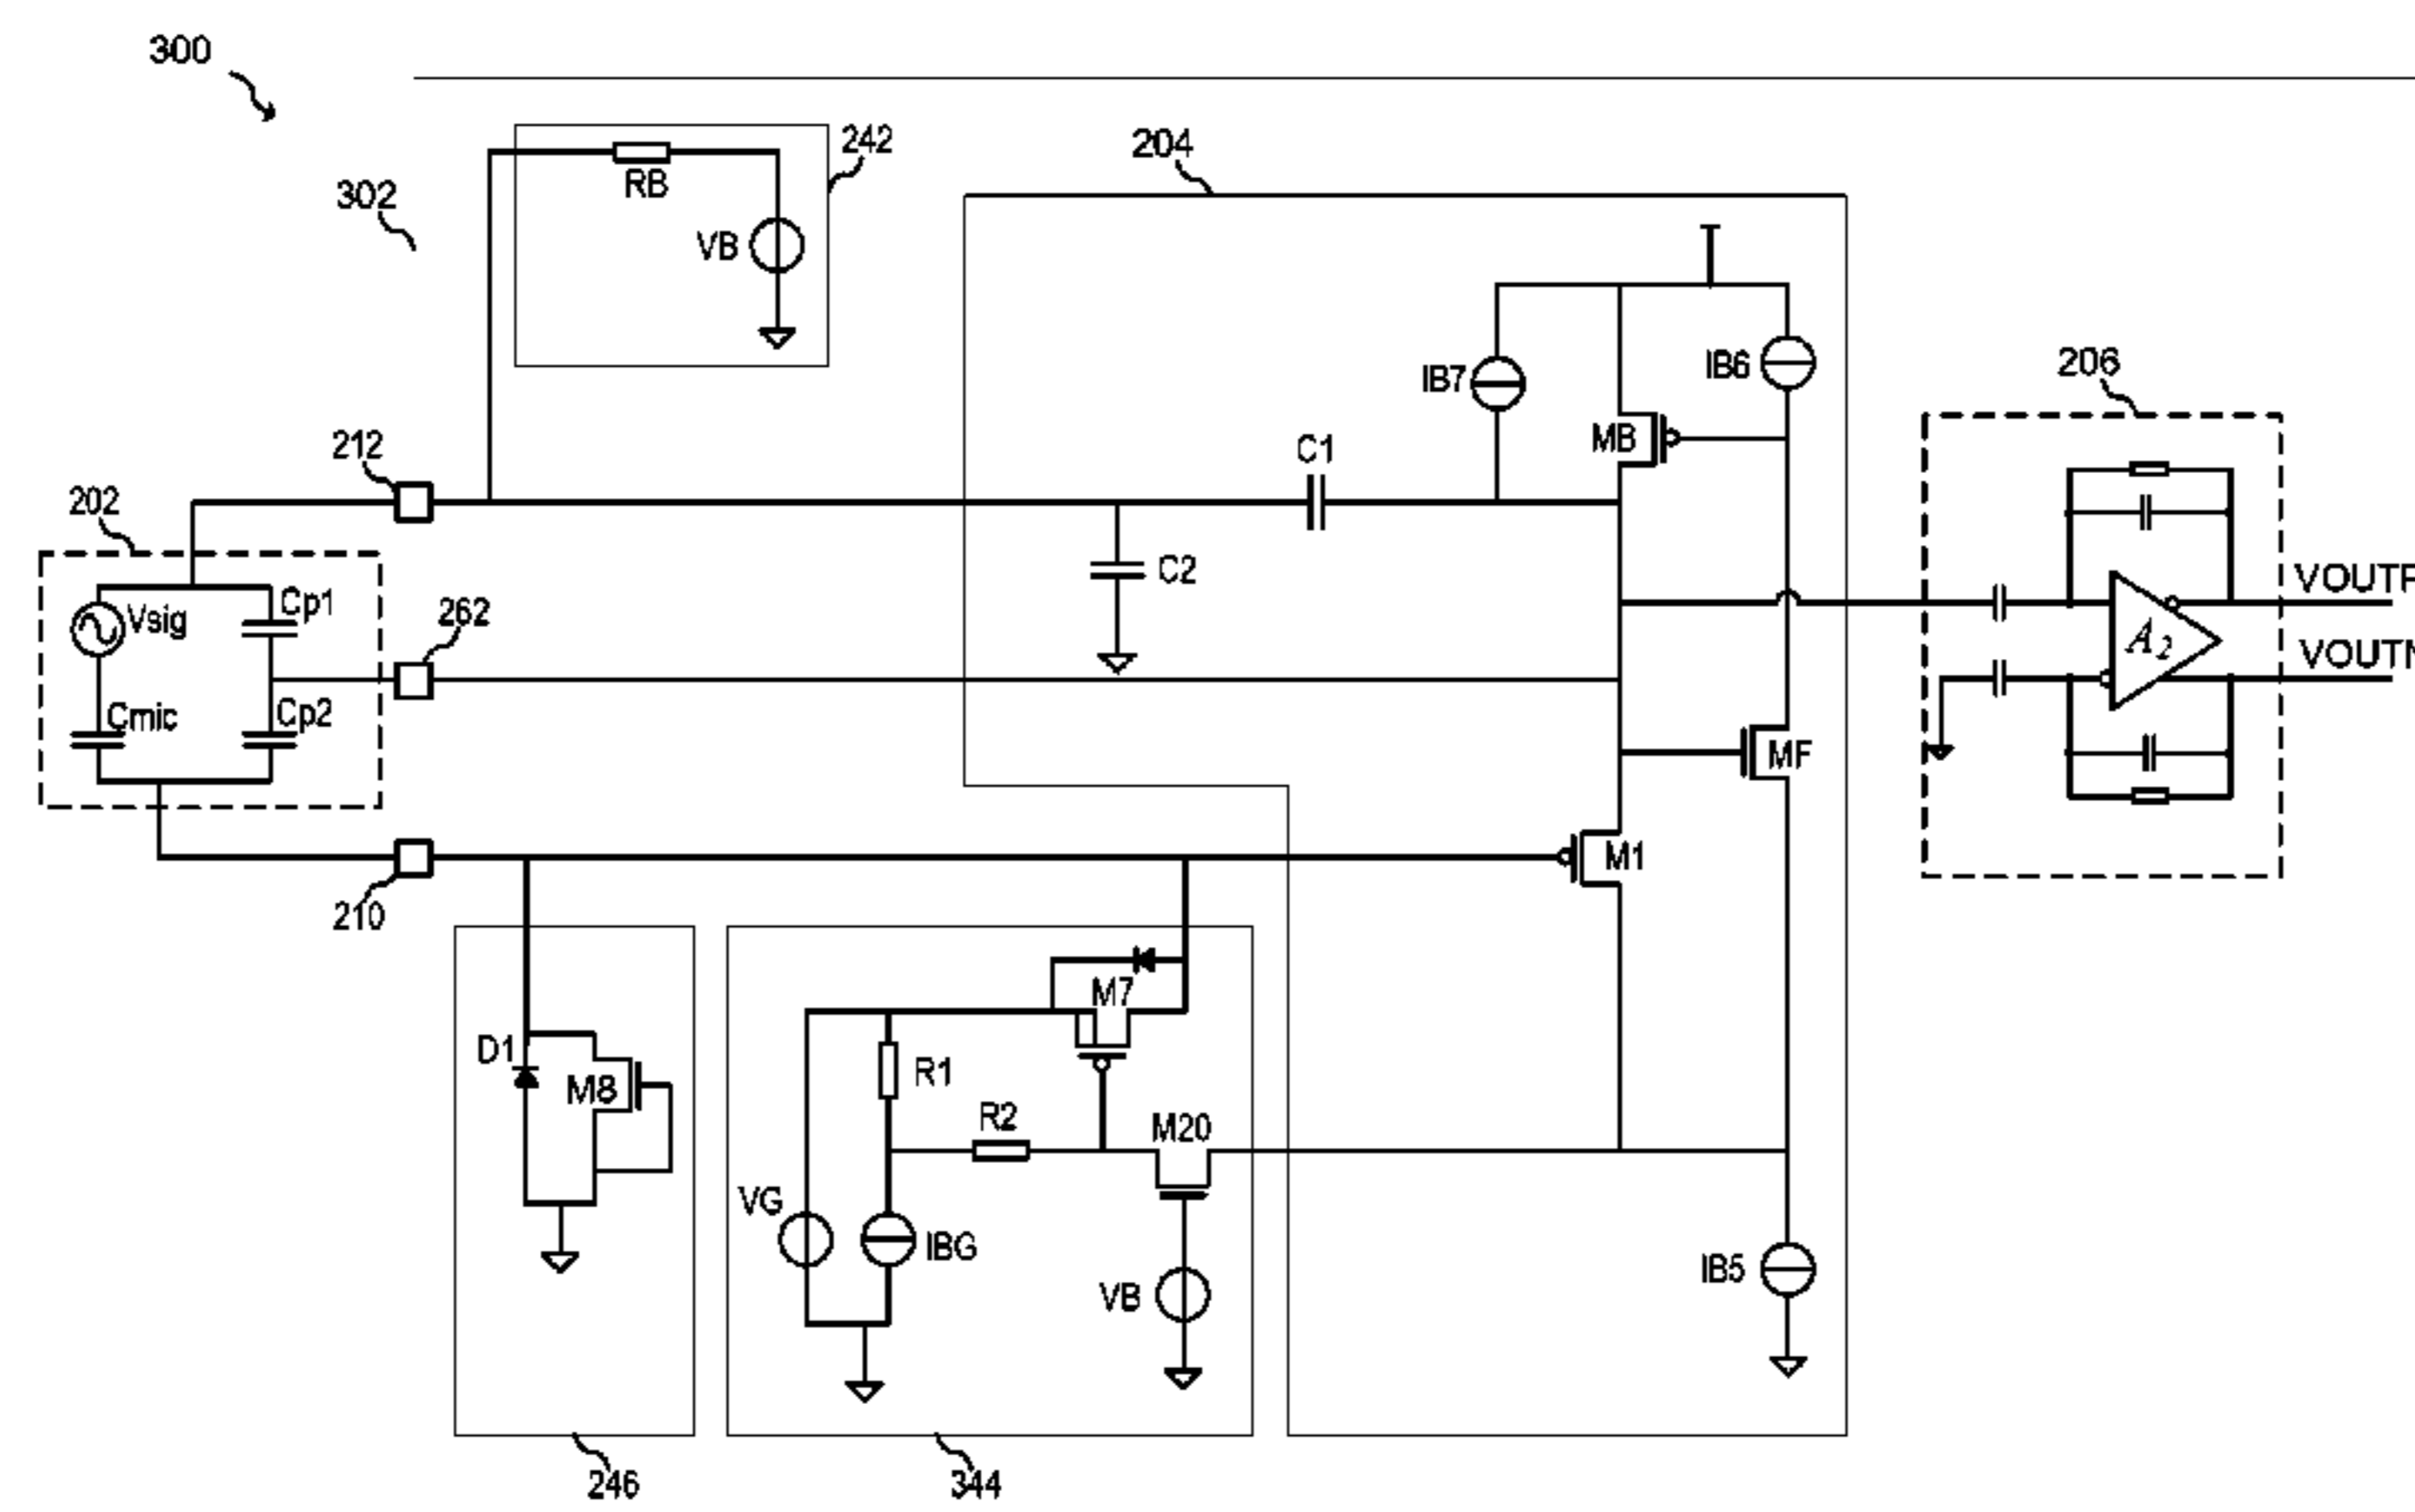 300
302
242
RB
VB
204
212
202
Vsig
Cp1
262
Cmic
Cp2
210
C1
C2
IB7
IB6
MB
MF
M1
206
A2
VOUTP
VOUTN
D1
M8
M7
R1
R2
M20
VG
IBG
VB
IB5
246
344